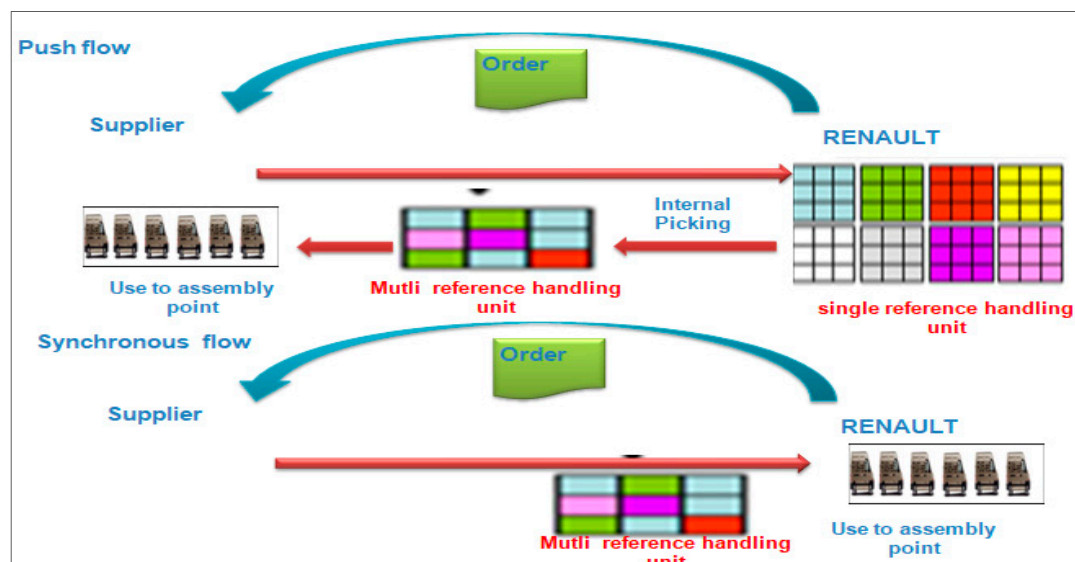 Push flow
Order
Supplier
RENAULT
Internal
Picking
Use to assembly
point
Mutli reference handling
unit
single reference handling
unit
Synchronous flow
Order
Supplier
RENAULT
Use to assembly
point
Mutli reference handling
unit